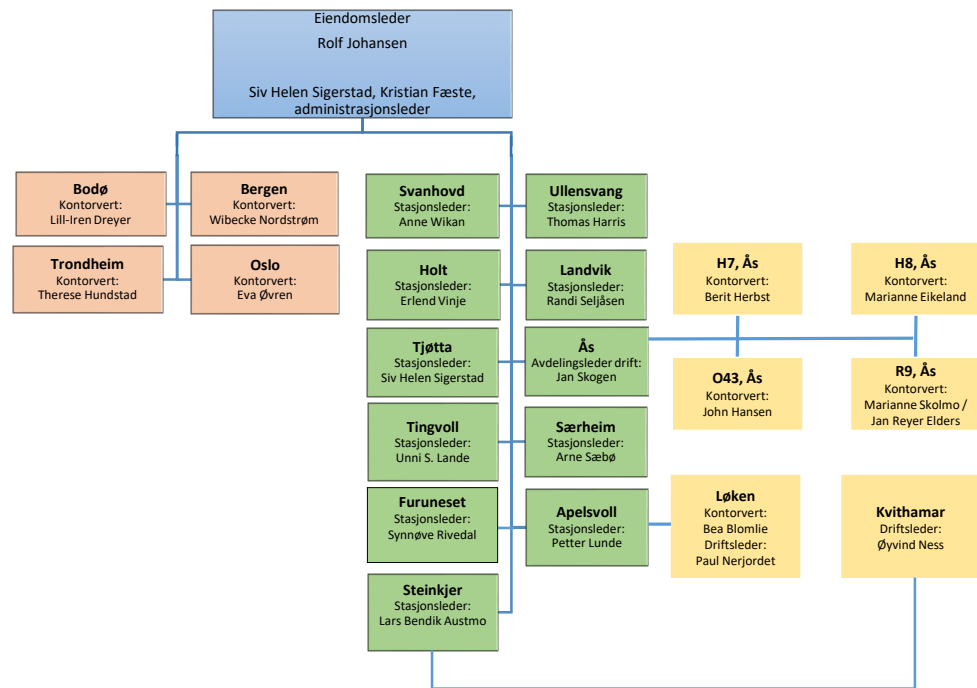 Eiendomsleder
Rolf Johansen
Siv Helen Sigerstad, Kristian Fæste,
administrasjonsleder
Bodø
Kontorvert:
Lill-Iren Dreyer
Bergen
Kontorvert:
Wibecke Nordstrøm
Trondheim
Kontorvert:
Therese Hundstad
Oslo
Kontorvert:
Eva Øvren
Svanhovd
Stasjonsleder:
Anne Wikan
Ullensvang
Stasjonsleder:
Thomas Harris
Holt
Stasjonsleder:
Erlend Vinje
Landvik
Stasjonsleder:
Randi Seljåsen
Tjøtta
Stasjonsleder:
Siv Helen Sigerstad
Ås
Avdelingsleder drift:
Jan Skogen
Tingvoll
Stasjonsleder:
Unni S. Lande
Særheim
Stasjonsleder:
Arne Sæbø
Furuneset
Stasjonsleder:
Synnøve Rivedal
Apelsvoll
Stasjonsleder:
Petter Lunde
Steinkjer
Stasjonsleder:
Lars Bendik Austmo
H7, Ås
Kontorvert:
Berit Herbst
H8, Ås
Kontorvert:
Marianne Eikeland
O43, Ås
Kontorvert:
John Hansen
R9, Ås
Kontorvert:
Marianne Skolmo /
Jan Reyer Elders
Løken
Kontorvert:
Bea Blomlie
Driftsleder:
Paul Nerjordet
Kvithamar
Driftsleder:
Øyvind Ness